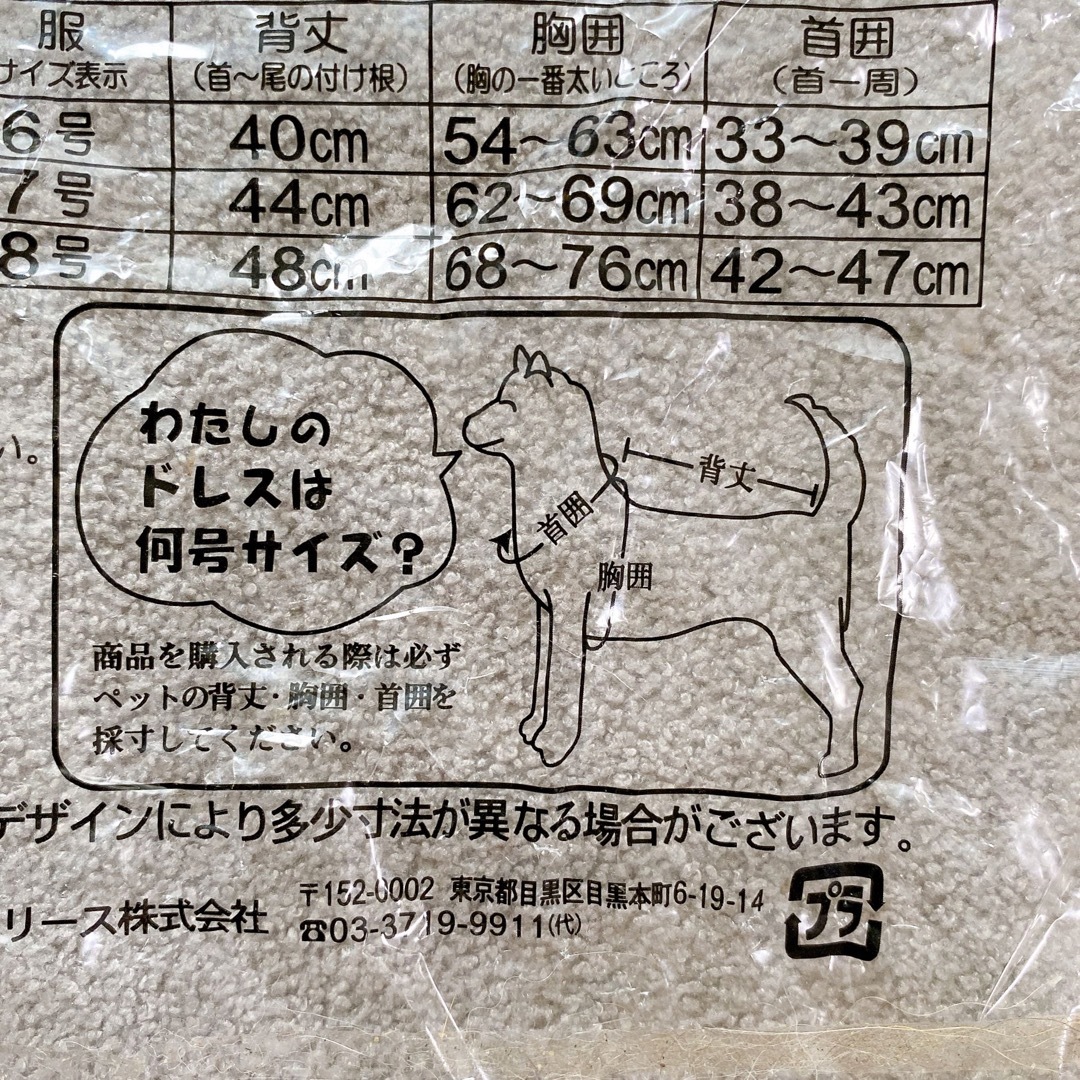 服 背丈 胸囲 首囲
サイズ表示 (首〜尾の付け根) (胸の一番太いところ) (首一周)
6号 40cm 54〜63cm 33〜39cm
7号 44cm 62〜69cm 38〜43cm
8号 48cm 68〜76cm 42〜47cm
い。
わたしの
ドレスは
何号サイズ?
背丈
首囲
胸囲
商品を購入される際は必ず
ペットの背丈・胸囲・首囲を
採寸してください。
デザインにより多少寸法が異なる場合がございます。
リース株式会社
〒152-0002 東京都目黒区目黒本町6-19-14
☎03-3719-9911(代)
プラ